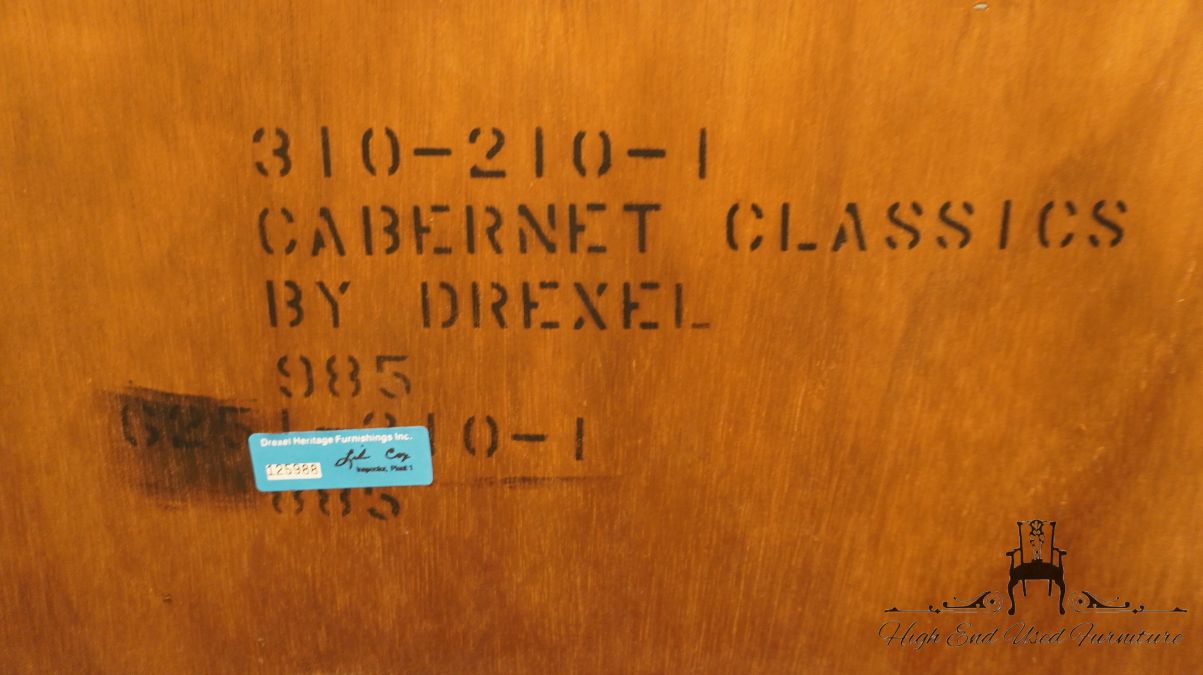 310-210-1
CABERNET CLASSICS
BY DREXEL
985
Drexel Heritage Furnishings Inc.
125988
Inspector, Plant 1
High End Used Furniture